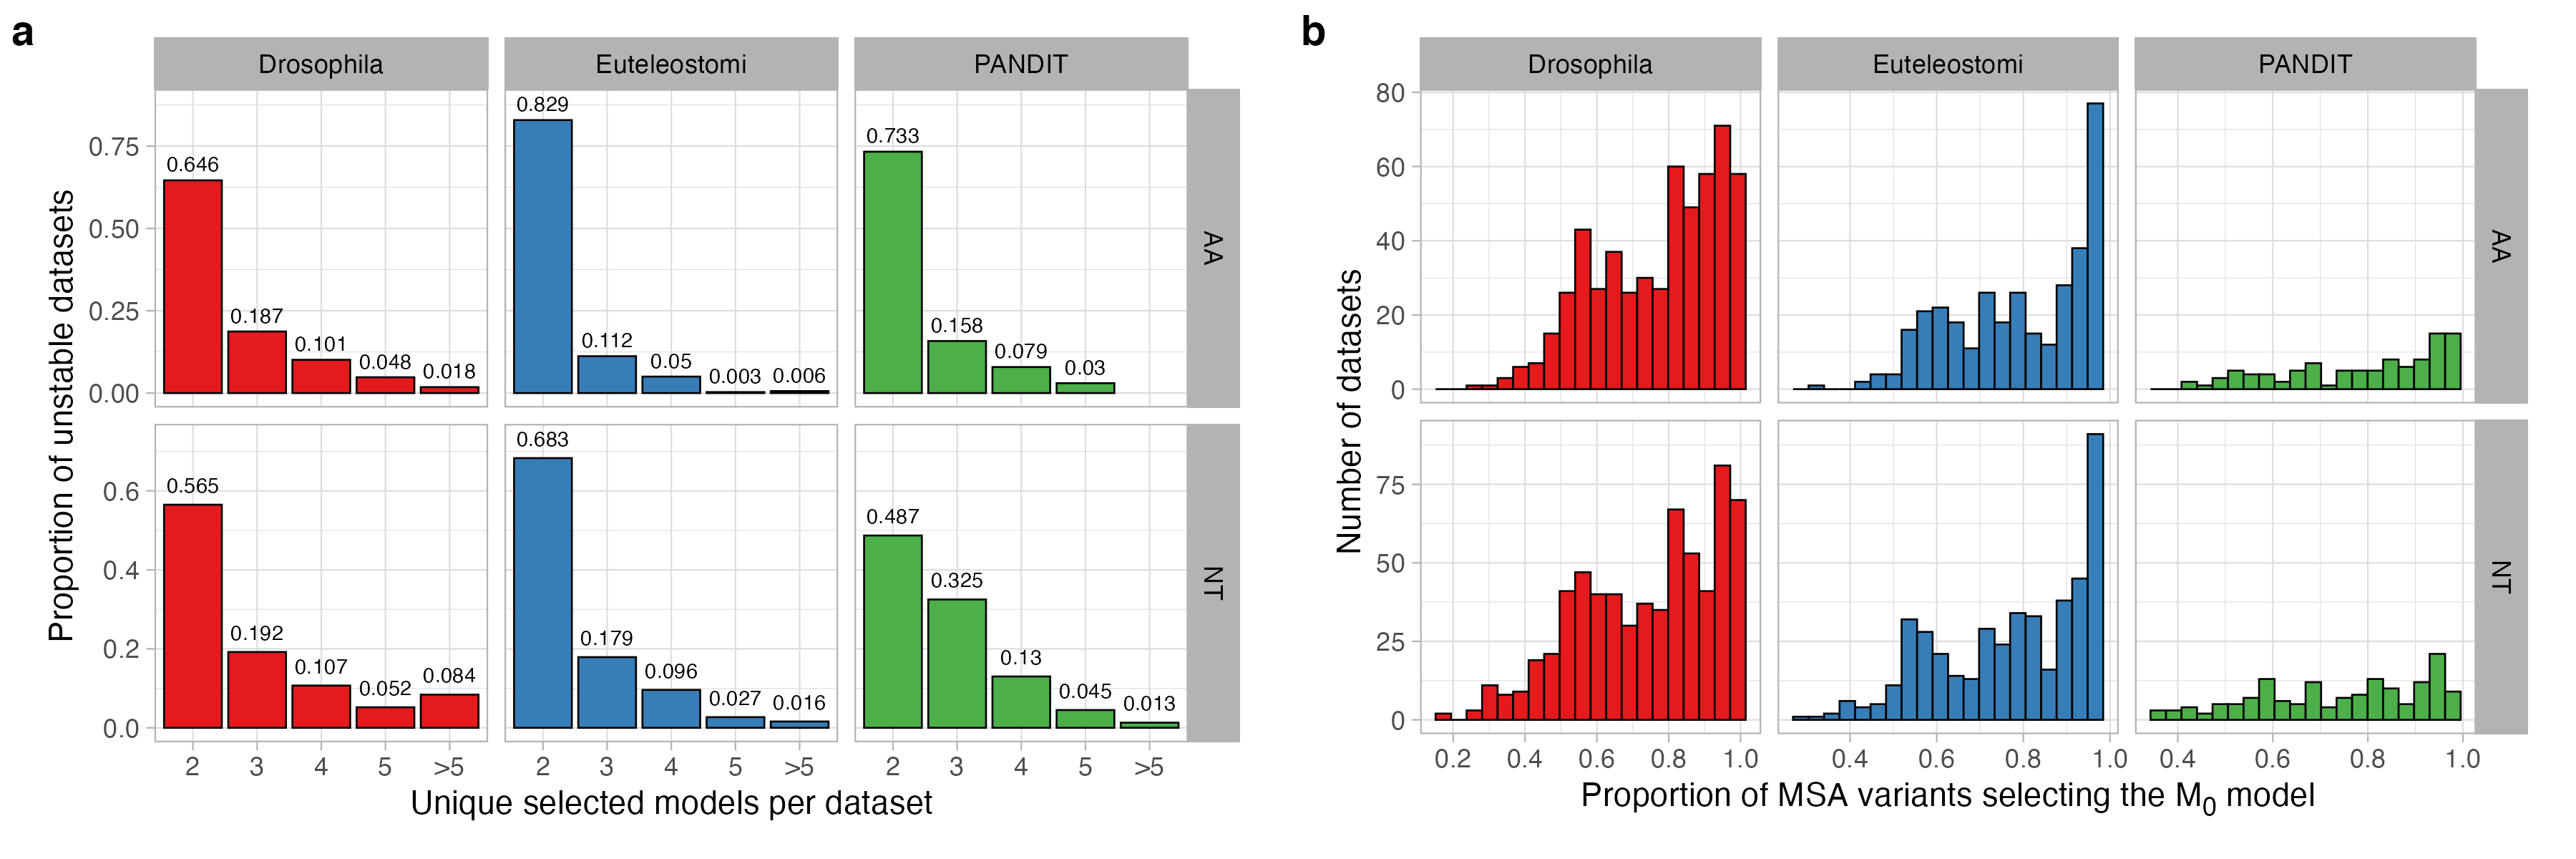 a
Drosophila
Euteleostomi
PANDIT
Proportion of unstable datasets
0.75
0.50
0.25
0.00
0.646
0.187
0.101
0.048
0.018
0.829
0.112
0.05
0.003
0.006
0.733
0.158
0.079
0.03
AA
0.6
0.4
0.2
0.0
0.565
0.192
0.107
0.052
0.084
0.683
0.179
0.096
0.027
0.016
0.487
0.325
0.13
0.045
0.013
NT
2 3 4 5 >5
2 3 4 5 >5
2 3 4 5 >5
Unique selected models per dataset
b
Drosophila
Euteleostomi
PANDIT
Number of datasets
80
60
40
20
0
AA
75
50
25
0
NT
0.2 0.4 0.6 0.8 1.0
0.4 0.6 0.8 1.0
0.4 0.6 0.8 1.0
Proportion of MSA variants selecting the M0 model